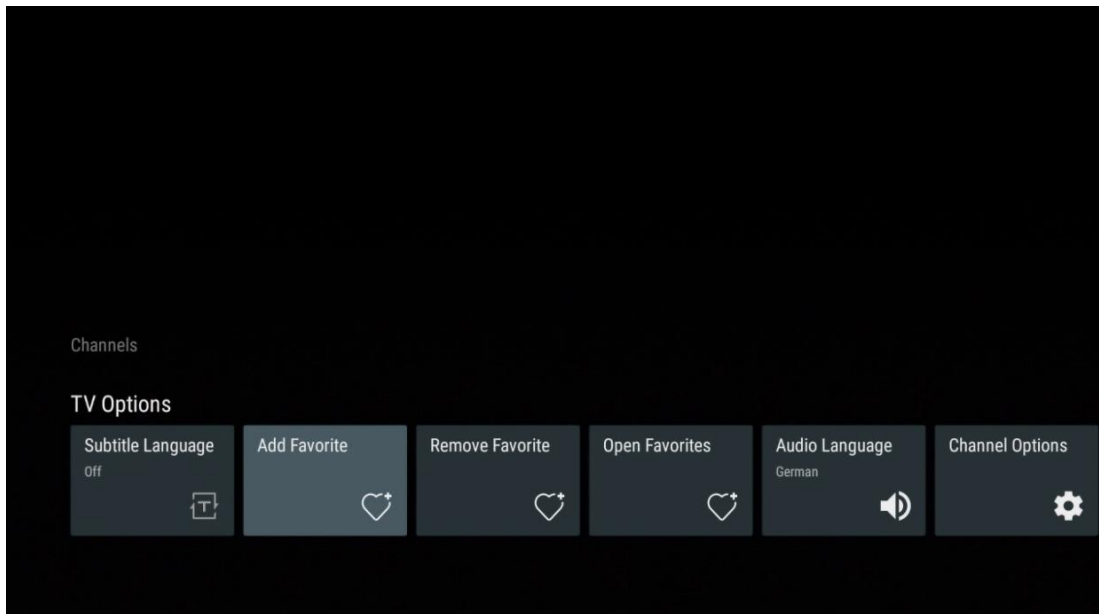 Channels
TV Options
Subtitle Language
Off
Add Favorite
Remove Favorite
Open Favorites
Audio Language
German
Channel Options